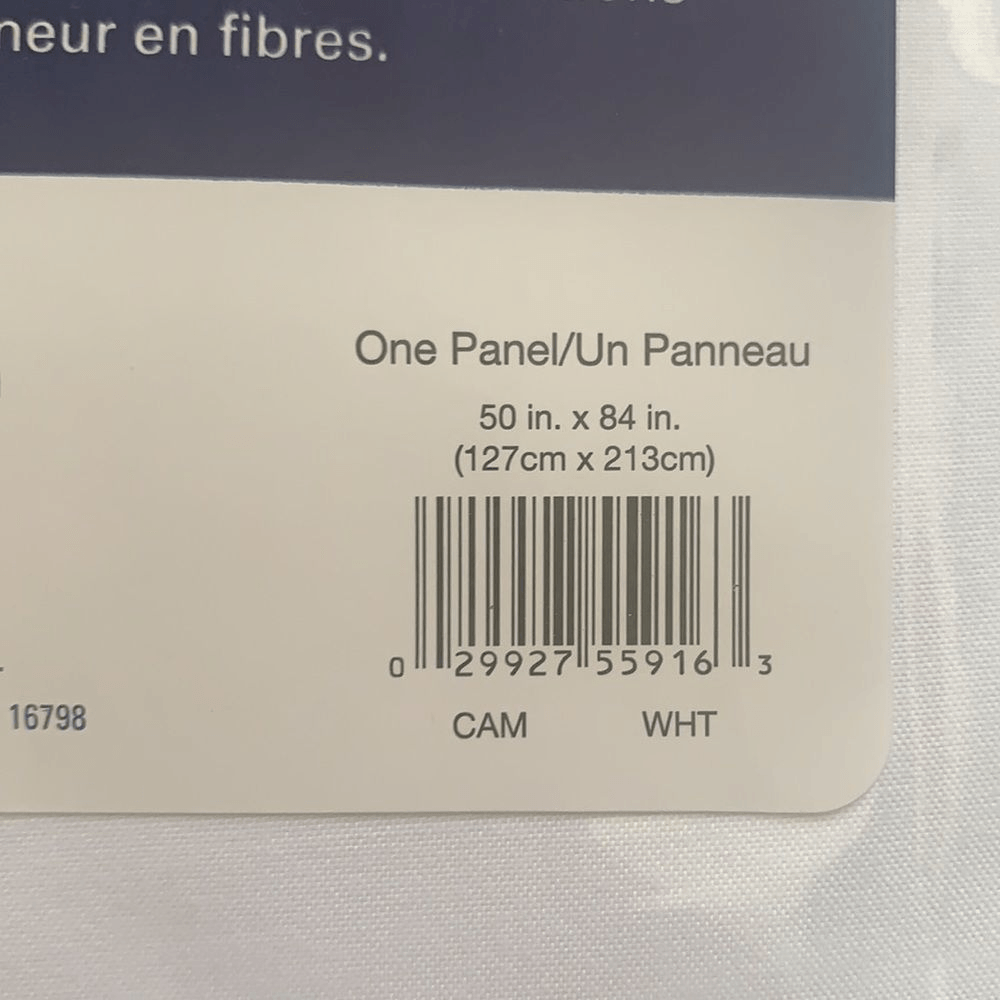 neur en fibres.
One Panel/Un Panneau
50 in. x 84 in.
(127cm x 213cm)
0 29927 55916 3
16798
CAM WHT